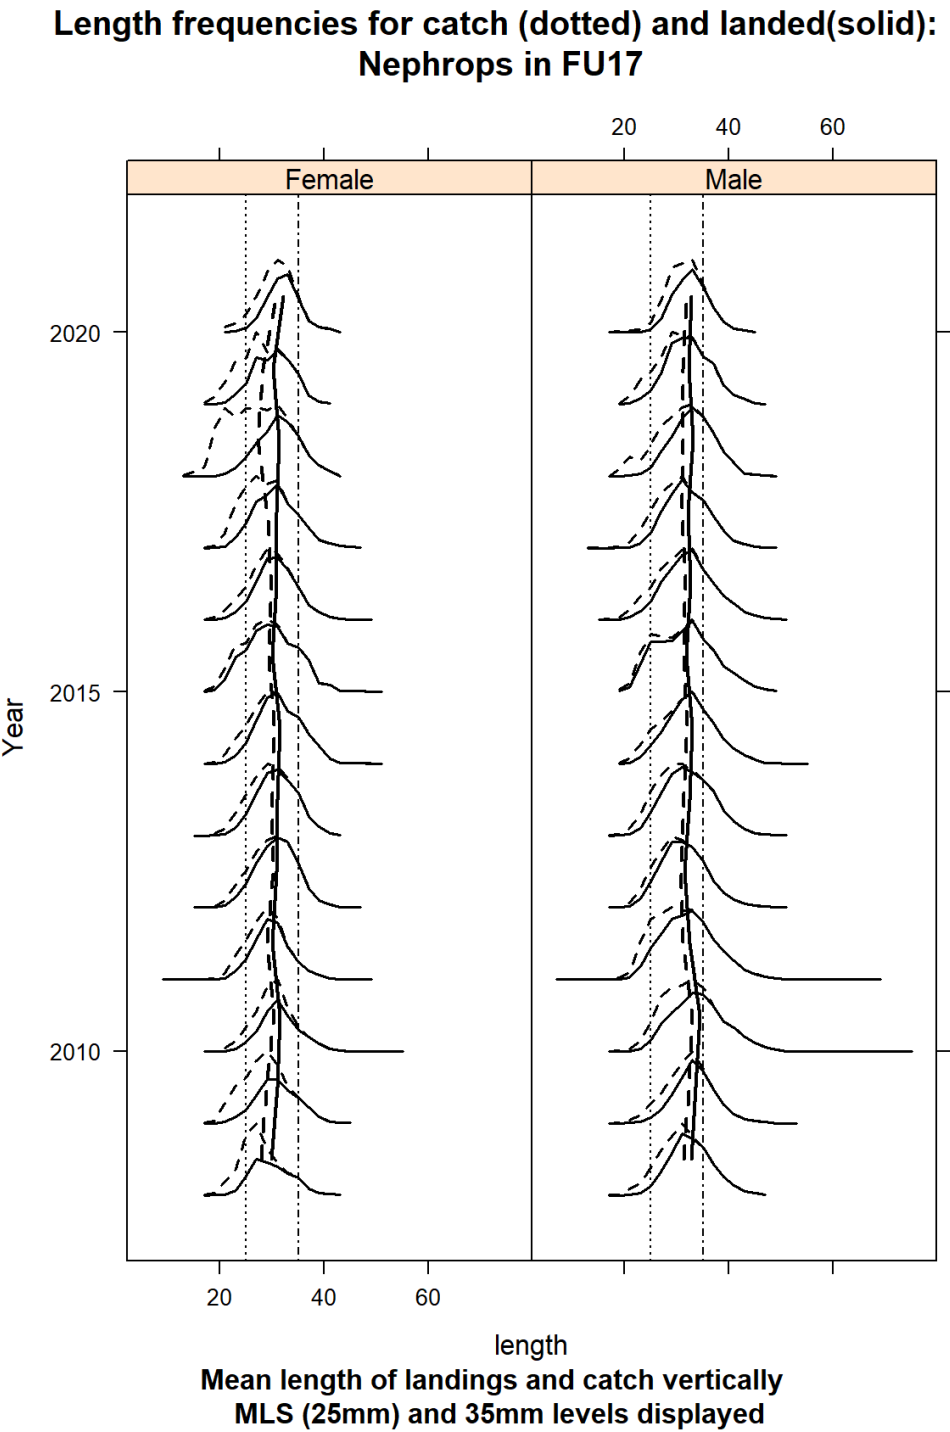 Length frequencies for catch (dotted) and landed(solid):
Nephrops in FU17
20 40 60
Female Male
2020
2015
2010
Year
20 40 60
length
Mean length of landings and catch vertically
MLS (25mm) and 35mm levels displayed